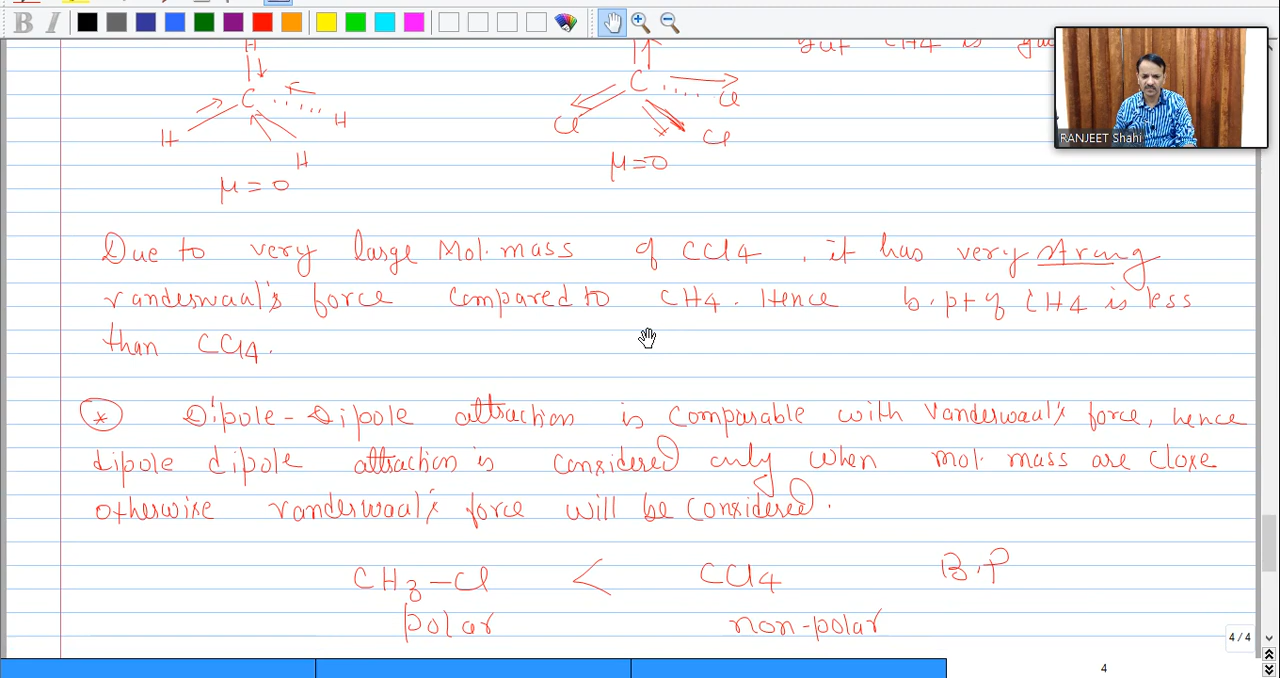 B I
H
C
H
H
H
μ = 0
C
Cl
Cl
Cl
μ = 0
CH4 is
RANJEET Shahi
Due to very large Mol. mass of CCl4, it has very strong
vanderwaal's force compared to CH4. Hence b.pt of CH4 is less
than CCl4.
* Dipole-Dipole attraction is comparable with vanderwaal's force, hence
dipole dipole attraction is considered only when mol. mass are close
otherwise vanderwaal's force will be considered.
CH3-Cl < CCl4 B.P
polar non-polar
4 / 4
4